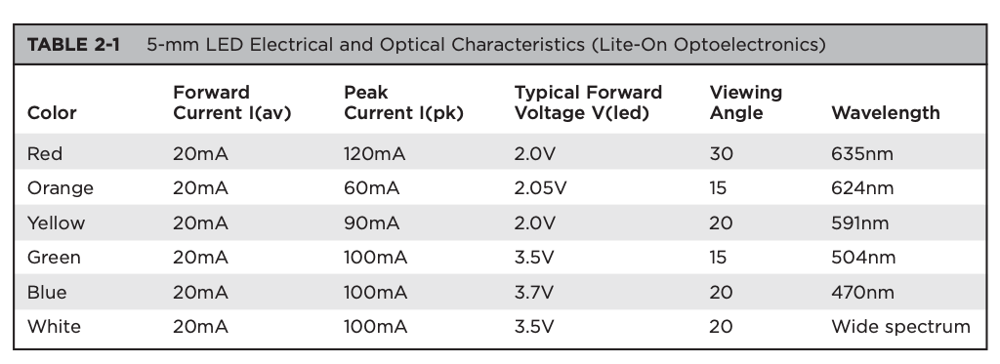 TABLE 2-1 5-mm LED Electrical and Optical Characteristics (Lite-On Optoelectronics)
Color Forward Current I(av) Peak Current I(pk) Typical Forward Voltage V(led) Viewing Angle Wavelength
Red 20mA 120mA 2.0V 30 635nm
Orange 20mA 60mA 2.05V 15 624nm
Yellow 20mA 90mA 2.0V 20 591nm
Green 20mA 100mA 3.5V 15 504nm
Blue 20mA 100mA 3.7V 20 470nm
White 20mA 100mA 3.5V 20 Wide spectrum